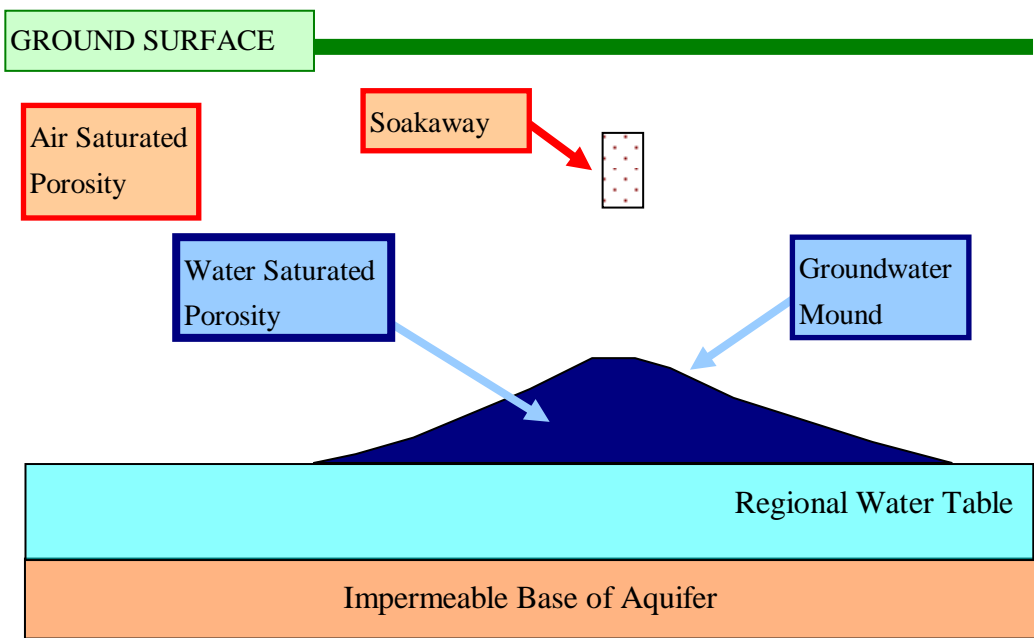 GROUND SURFACE
Air Saturated
Porosity
Soakaway
Water Saturated
Porosity
Groundwater
Mound
Regional Water Table
Impermeable Base of Aquifer